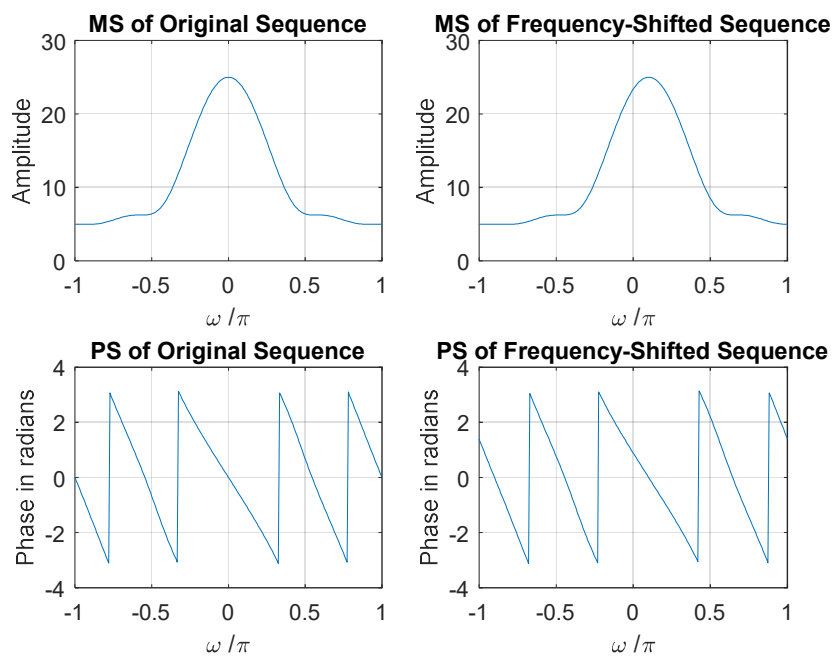 MS of Original Sequence
30
20
10
0
Amplitude
-1 -0.5 0 0.5 1
ω /π
MS of Frequency-Shifted Sequence
30
20
10
0
Amplitude
-1 -0.5 0 0.5 1
ω /π
PS of Original Sequence
4
2
0
-2
-4
Phase in radians
-1 -0.5 0 0.5 1
ω /π
PS of Frequency-Shifted Sequence
4
2
0
-2
-4
Phase in radians
-1 -0.5 0 0.5 1
ω /π